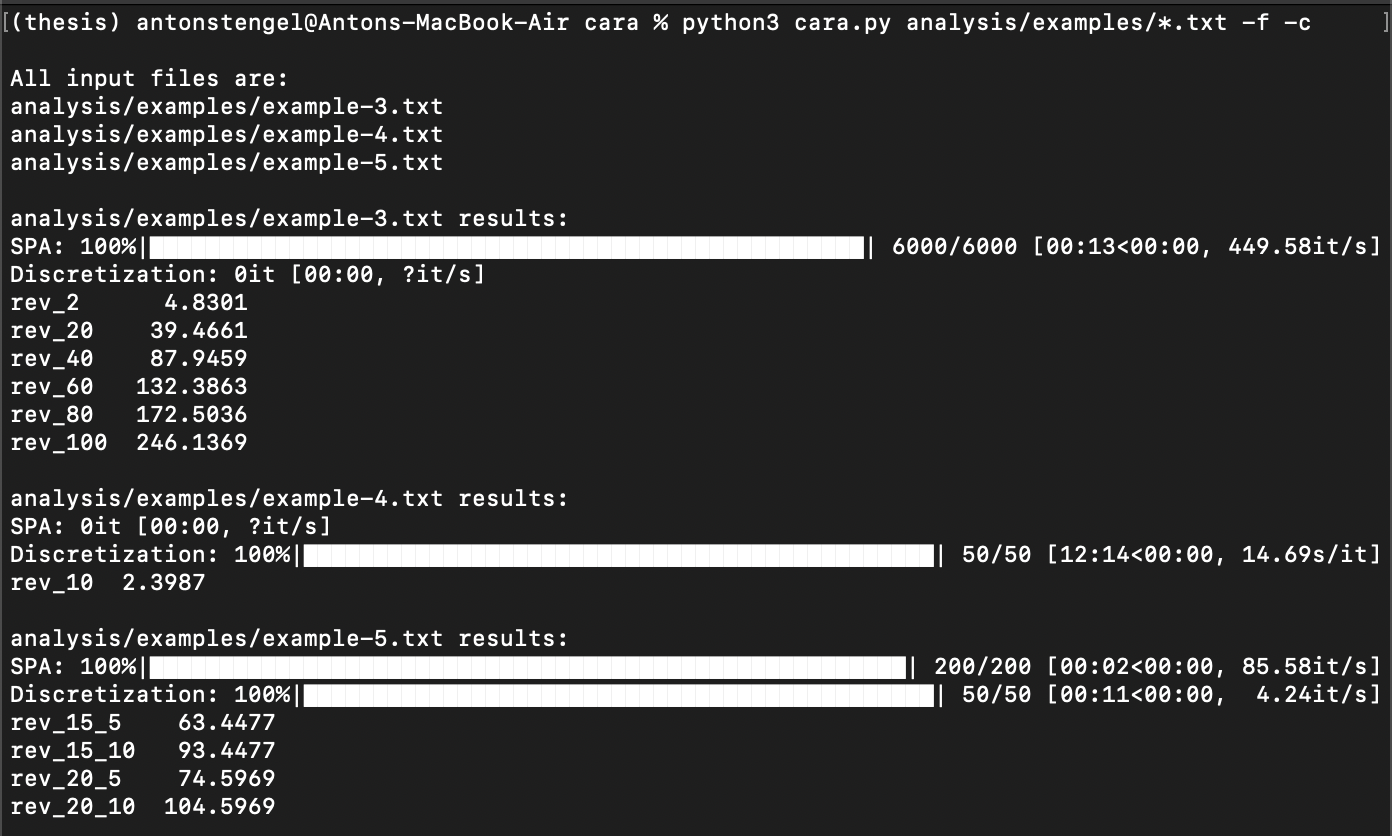 [(thesis) antonstengel@Antons-MacBook-Air cara % python3 cara.py analysis/examples/*.txt -f -c ]
All input files are:
analysis/examples/example-3.txt
analysis/examples/example-4.txt
analysis/examples/example-5.txt
analysis/examples/example-3.txt results:
SPA: 100%|██████████| 6000/6000 [00:13<00:00, 449.58it/s]
Discretization: 0it [00:00, ?it/s]
rev_2 4.8301
rev_20 39.4661
rev_40 87.9459
rev_60 132.3863
rev_80 172.5036
rev_100 246.1369
analysis/examples/example-4.txt results:
SPA: 0it [00:00, ?it/s]
Discretization: 100%|██████████| 50/50 [12:14<00:00, 14.69s/it]
rev_10 2.3987
analysis/examples/example-5.txt results:
SPA: 100%|██████████| 200/200 [00:02<00:00, 85.58it/s]
Discretization: 100%|██████████| 50/50 [00:11<00:00, 4.24it/s]
rev_15_5 63.4477
rev_15_10 93.4477
rev_20_5 74.5969
rev_20_10 104.5969